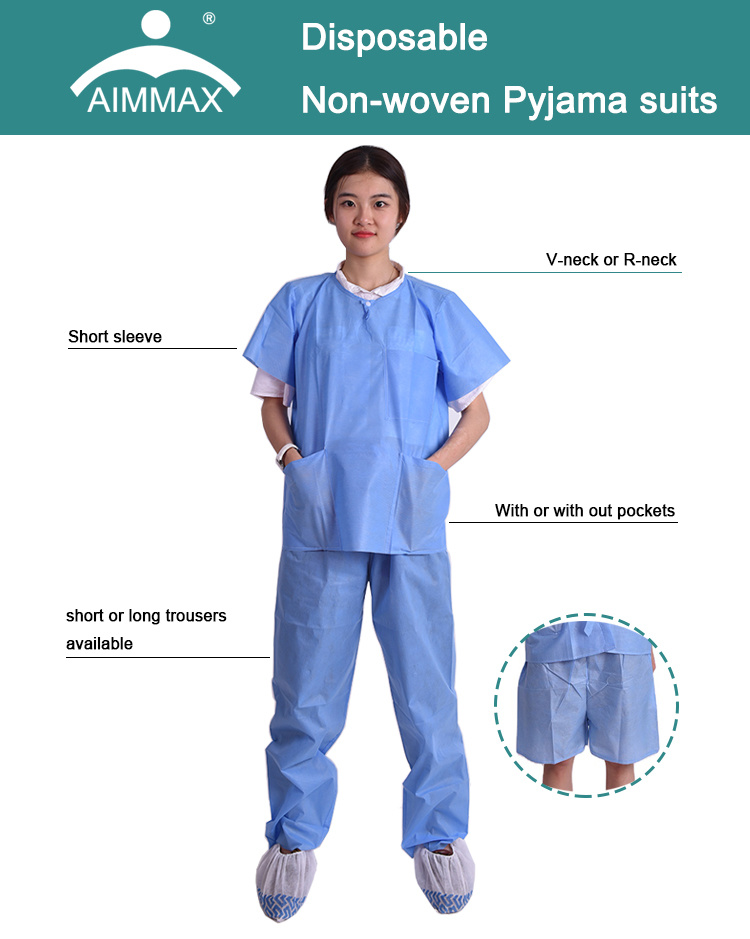 ®
AIMMAX
Disposable
Non-woven Pyjama suits
V-neck or R-neck
Short sleeve
With or with out pockets
short or long trousers
available